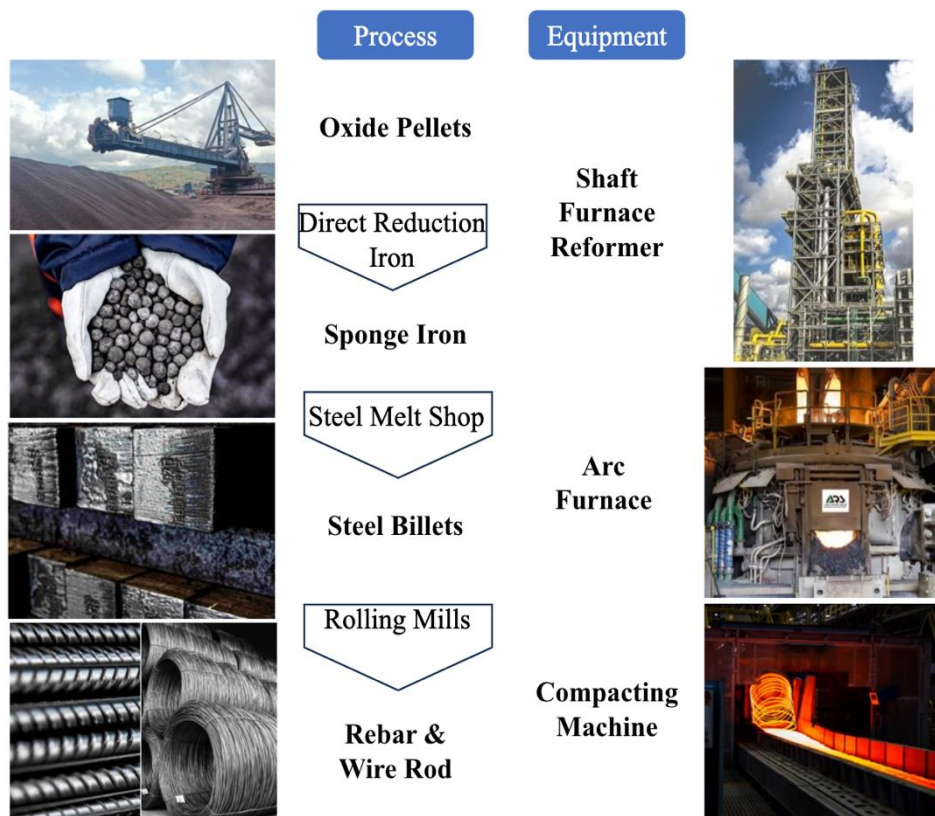 Process
Equipment
Oxide Pellets
Direct Reduction
Iron
Shaft
Furnace
Reformer
Sponge Iron
Steel Melt Shop
Arc
Furnace
ADS
Steel Billets
Rolling Mills
Compacting
Machine
Rebar &
Wire Rod